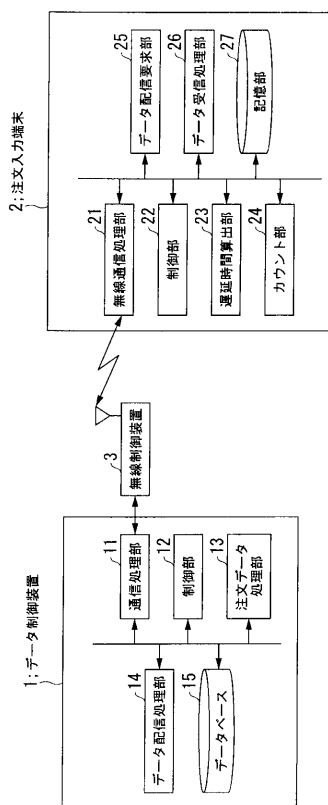 1;データ制御装置
14
データ配信処理部
15
データベース
11
通信処理部
12
制御部
13
注文データ
処理部
3
無線制御装置
2;注文入力端末
21
無線通信処理部
22
制御部
23
遅延時間算出部
24
カウント部
25
データ配信要求部
26
データ受信処理部
27
記憶部